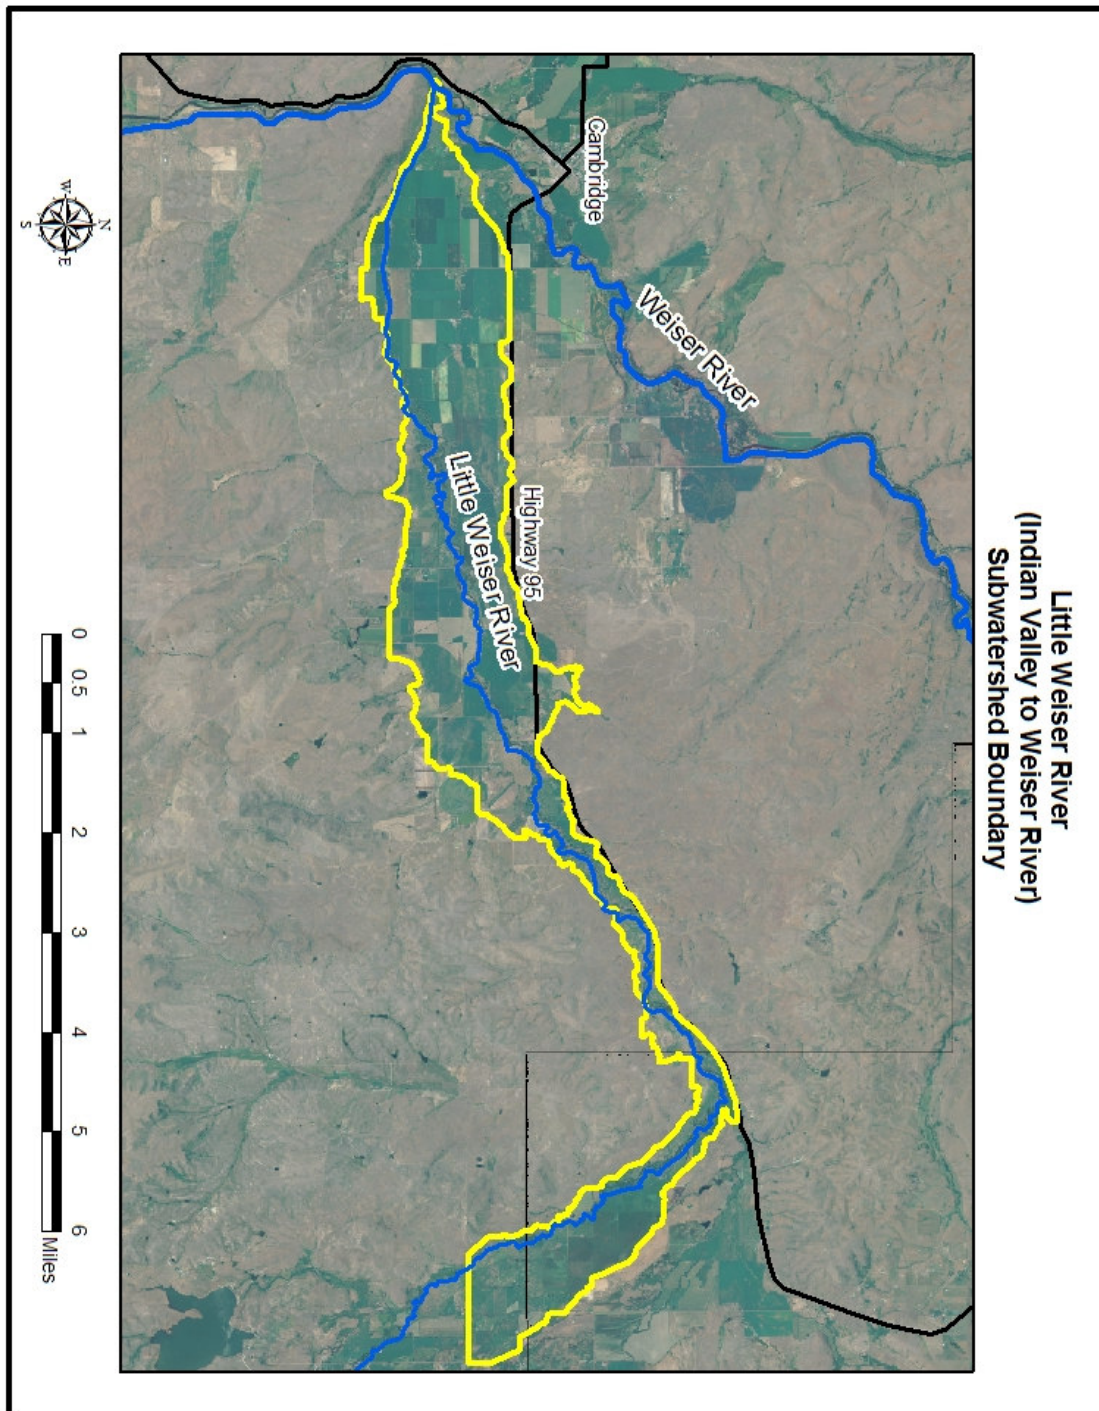 Little Weiser River
(Indian Valley to Weiser River)
Subwatershed Boundary
Cambridge
Weiser River
Highway 95
Little Weiser River
N
W
E
S
0 0.5 1 2 3 4 5 6
Miles